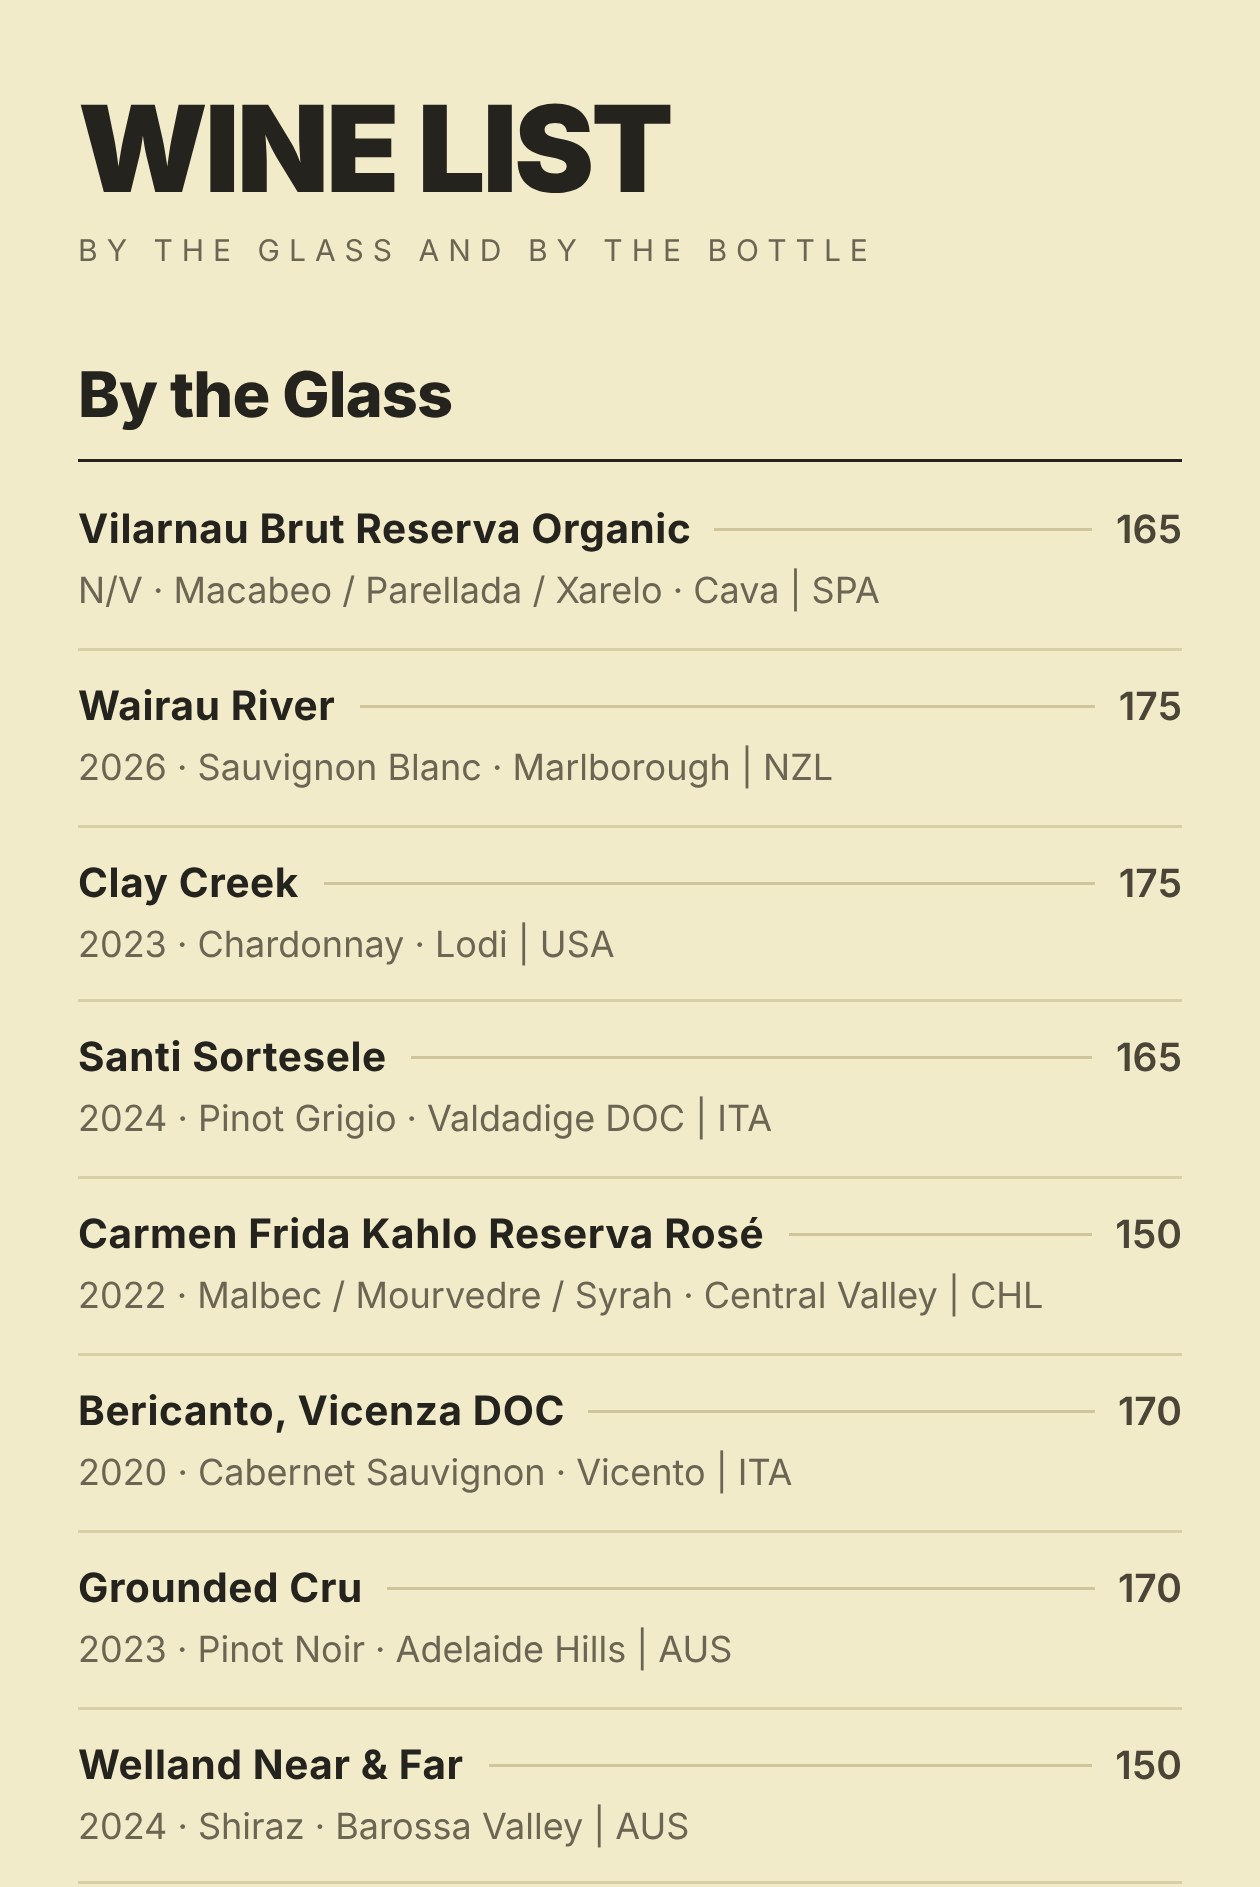 WINE LIST
BY THE GLASS AND BY THE BOTTLE
By the Glass
Vilarnau Brut Reserva Organic 165
N/V · Macabeo / Parellada / Xarelo · Cava | SPA
Wairau River 175
2026 · Sauvignon Blanc · Marlborough | NZL
Clay Creek 175
2023 · Chardonnay · Lodi | USA
Santi Sortesele 165
2024 · Pinot Grigio · Valdadige DOC | ITA
Carmen Frida Kahlo Reserva Rosé 150
2022 · Malbec / Mourvedre / Syrah · Central Valley | CHL
Bericanto, Vicenza DOC 170
2020 · Cabernet Sauvignon · Vicento | ITA
Grounded Cru 170
2023 · Pinot Noir · Adelaide Hills | AUS
Welland Near & Far 150
2024 · Shiraz · Barossa Valley | AUS